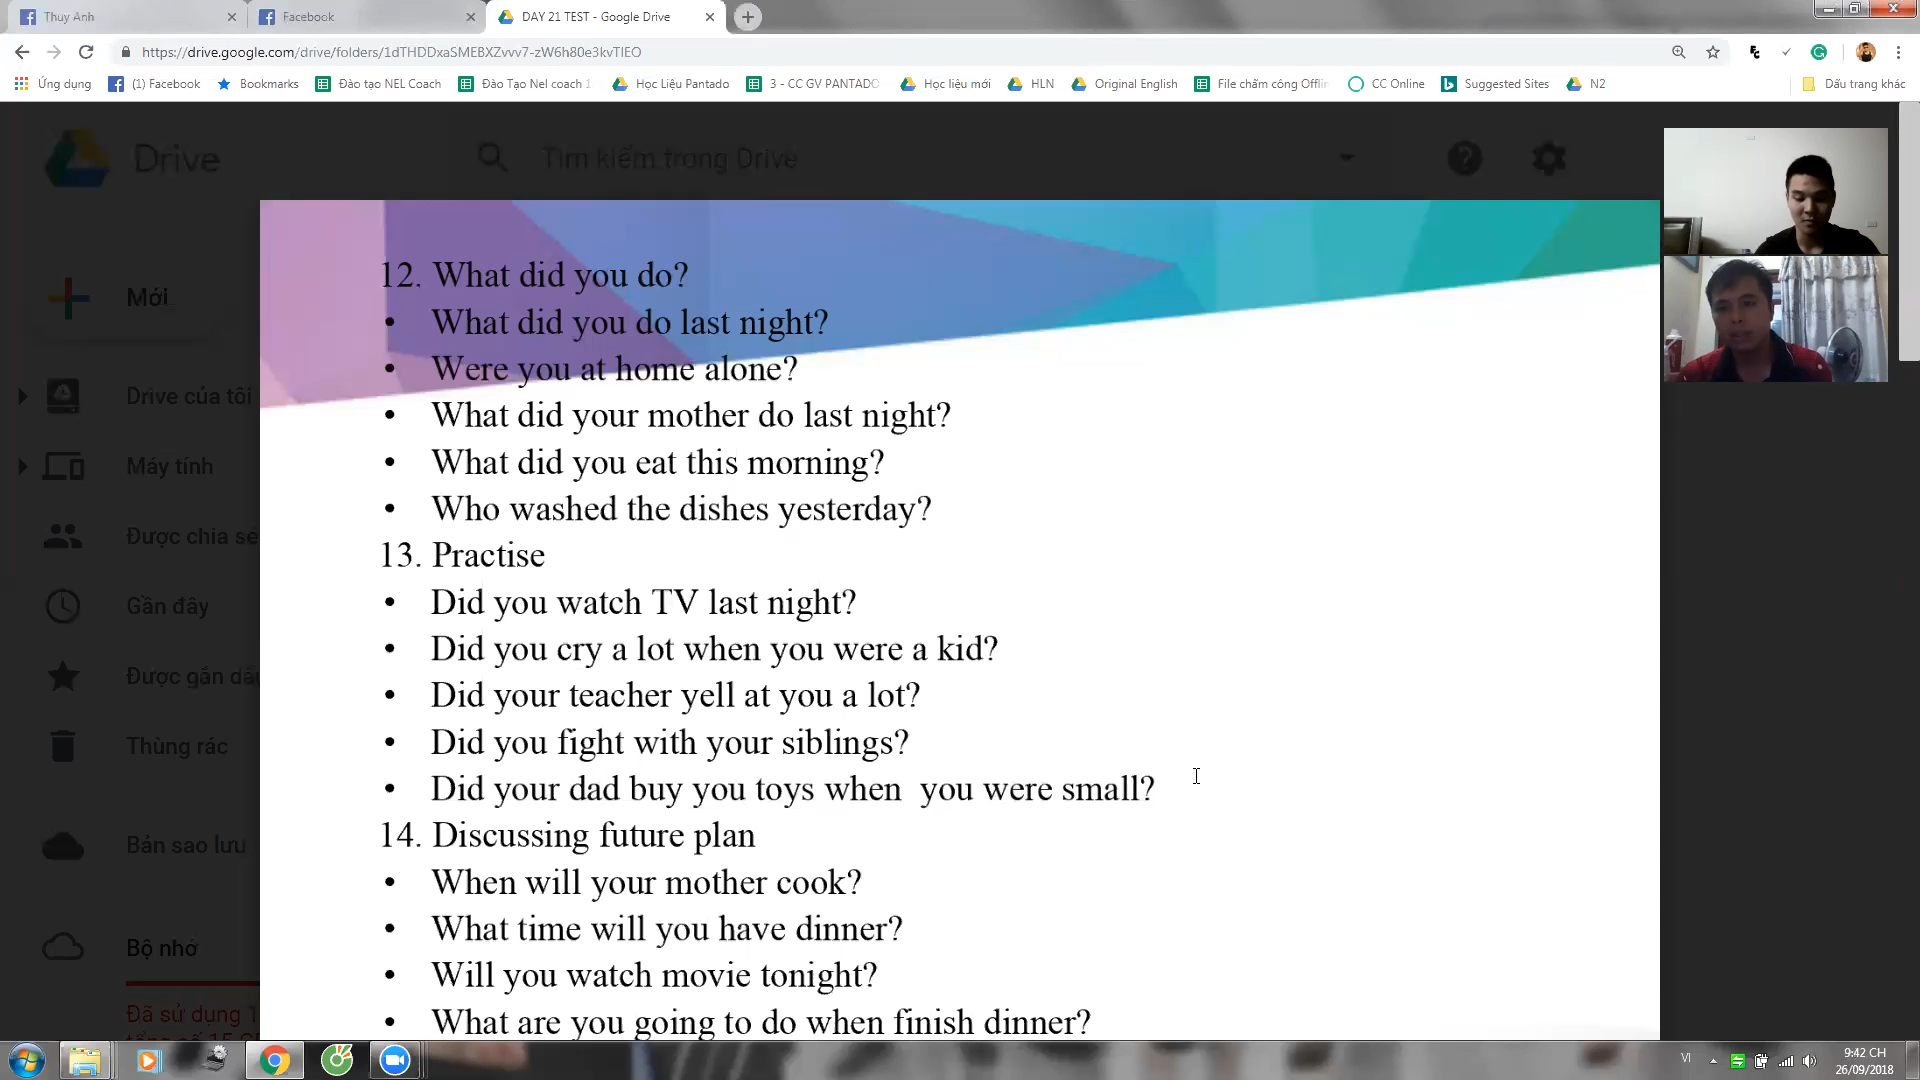 Thuy Anh
Facebook
DAY 21 TEST - Google Drive
https://drive.google.com/drive/folders/1dTHDDxaSMEBXZvvv7-zW6h80e3kvTIEO
Ứng dụng
(1) Facebook
Bookmarks
Đào tạo NEL Coach
Đào Tạo Nel coach 1
Học Liệu Pantado
3 - CC GV PANTADO
Học liệu mới
HLN
Original English
File chấm công Offlin
CC Online
Suggested Sites
N2
Dấu trang khác
Drive
Tìm kiếm trong Drive
Mới
Drive của tôi
Máy tính
Được chia sẻ
Gần đây
Được gắn dấu
Thùng rác
Bản sao lưu
Bộ nhớ
Đã sử dụng 1
12. What did you do?
• What did you do last night?
• Were you at home alone?
• What did your mother do last night?
• What did you eat this morning?
• Who washed the dishes yesterday?
13. Practise
• Did you watch TV last night?
• Did you cry a lot when you were a kid?
• Did your teacher yell at you a lot?
• Did you fight with your siblings?
• Did your dad buy you toys when  you were small?
14. Discussing future plan
• When will your mother cook?
• What time will you have dinner?
• Will you watch movie tonight?
• What are you going to do when finish dinner?
VI
9:42 CH
26/09/2018